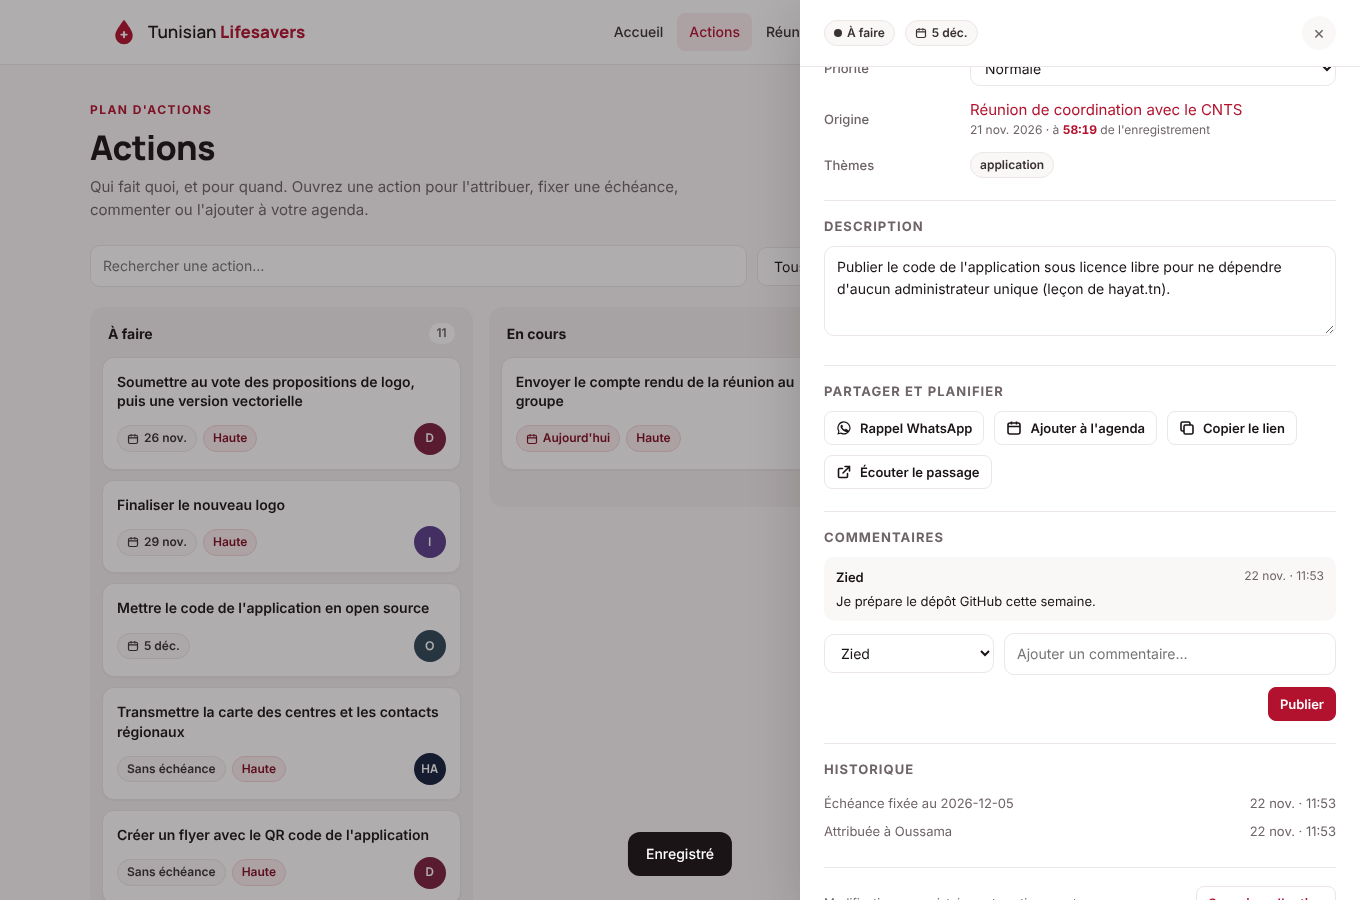 Tunisian Lifesavers
Accueil
Actions
Réun
PLAN D'ACTIONS
Actions
Qui fait quoi, et pour quand. Ouvrez une action pour l'attribuer, fixer une échéance,
commenter ou l'ajouter à votre agenda.
Rechercher une action...
Tous
À faire
11
Soumettre au vote des propositions de logo,
puis une version vectorielle
26 nov.
Haute
D
Finaliser le nouveau logo
29 nov.
Haute
I
Mettre le code de l'application en open source
5 déc.
O
Transmettre la carte des centres et les contacts
régionaux
Sans échéance
Haute
HA
Créer un flyer avec le QR code de l'application
Sans échéance
Haute
D
En cours
Envoyer le compte rendu de la réunion au
groupe
Aujourd'hui
Haute
Enregistré
À faire
5 déc.
Priorité
Normale
Origine
Réunion de coordination avec le CNTS
21 nov. 2026 · à 58:19 de l'enregistrement
Thèmes
application
DESCRIPTION
Publier le code de l'application sous licence libre pour ne dépendre
d'aucun administrateur unique (leçon de hayat.tn).
PARTAGER ET PLANIFIER
Rappel WhatsApp
Ajouter à l'agenda
Copier le lien
Écouter le passage
COMMENTAIRES
Zied
22 nov. · 11:53
Je prépare le dépôt GitHub cette semaine.
Zied
Ajouter un commentaire...
Publier
HISTORIQUE
Échéance fixée au 2026-12-05
22 nov. · 11:53
Attribuée à Oussama
22 nov. · 11:53